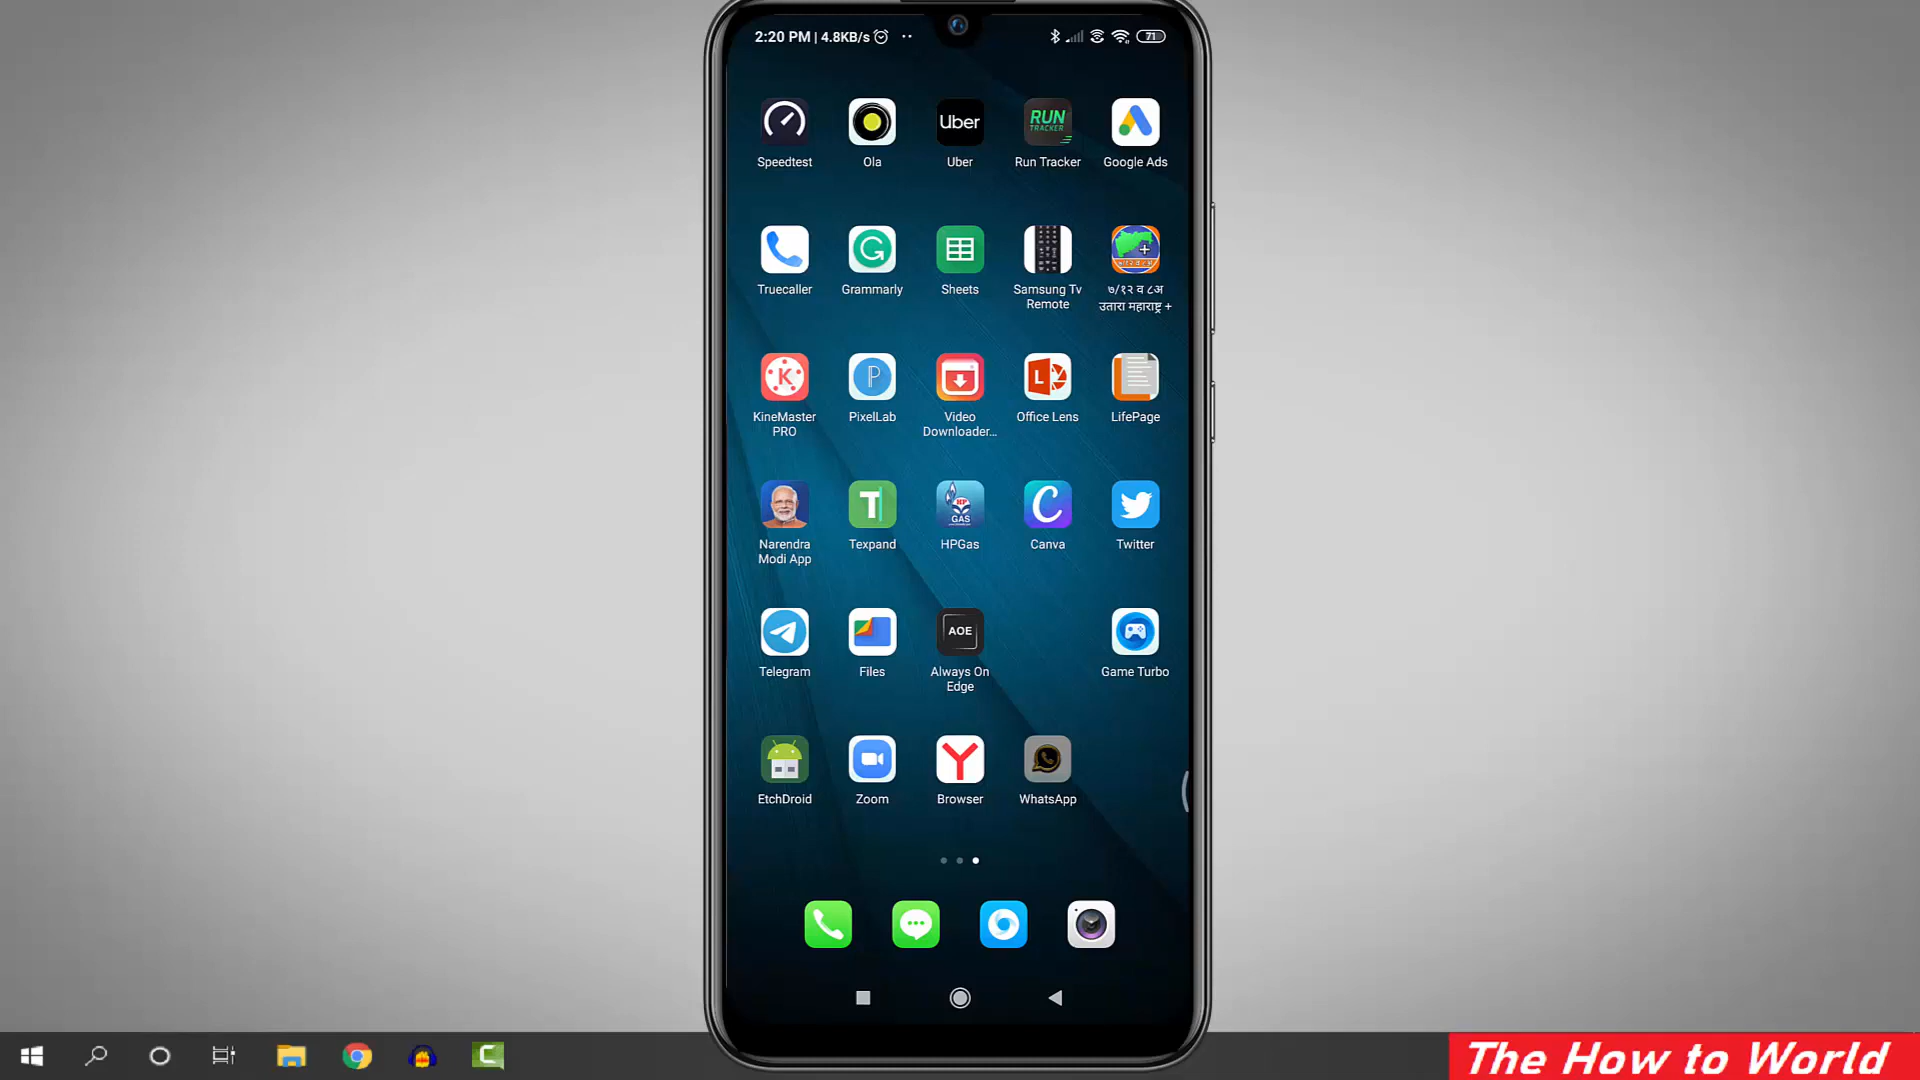 2:20 PM | 4.8KB/s
71
Uber
RUN
TRACKER
Speedtest
Ola
Uber
Run Tracker
Google Ads
Truecaller
Grammarly
Sheets
Samsung Tv
Remote
७/१२ व ८अ
उतारा महाराष्ट्र +
KineMaster
PRO
PixelLab
Video
Downloader...
Office Lens
LifePage
HP
GAS
Narendra
Modi App
Texpand
HPGas
Canva
Twitter
AOE
Telegram
Files
Always On
Edge
Game Turbo
EtchDroid
Zoom
Browser
WhatsApp
The How to World